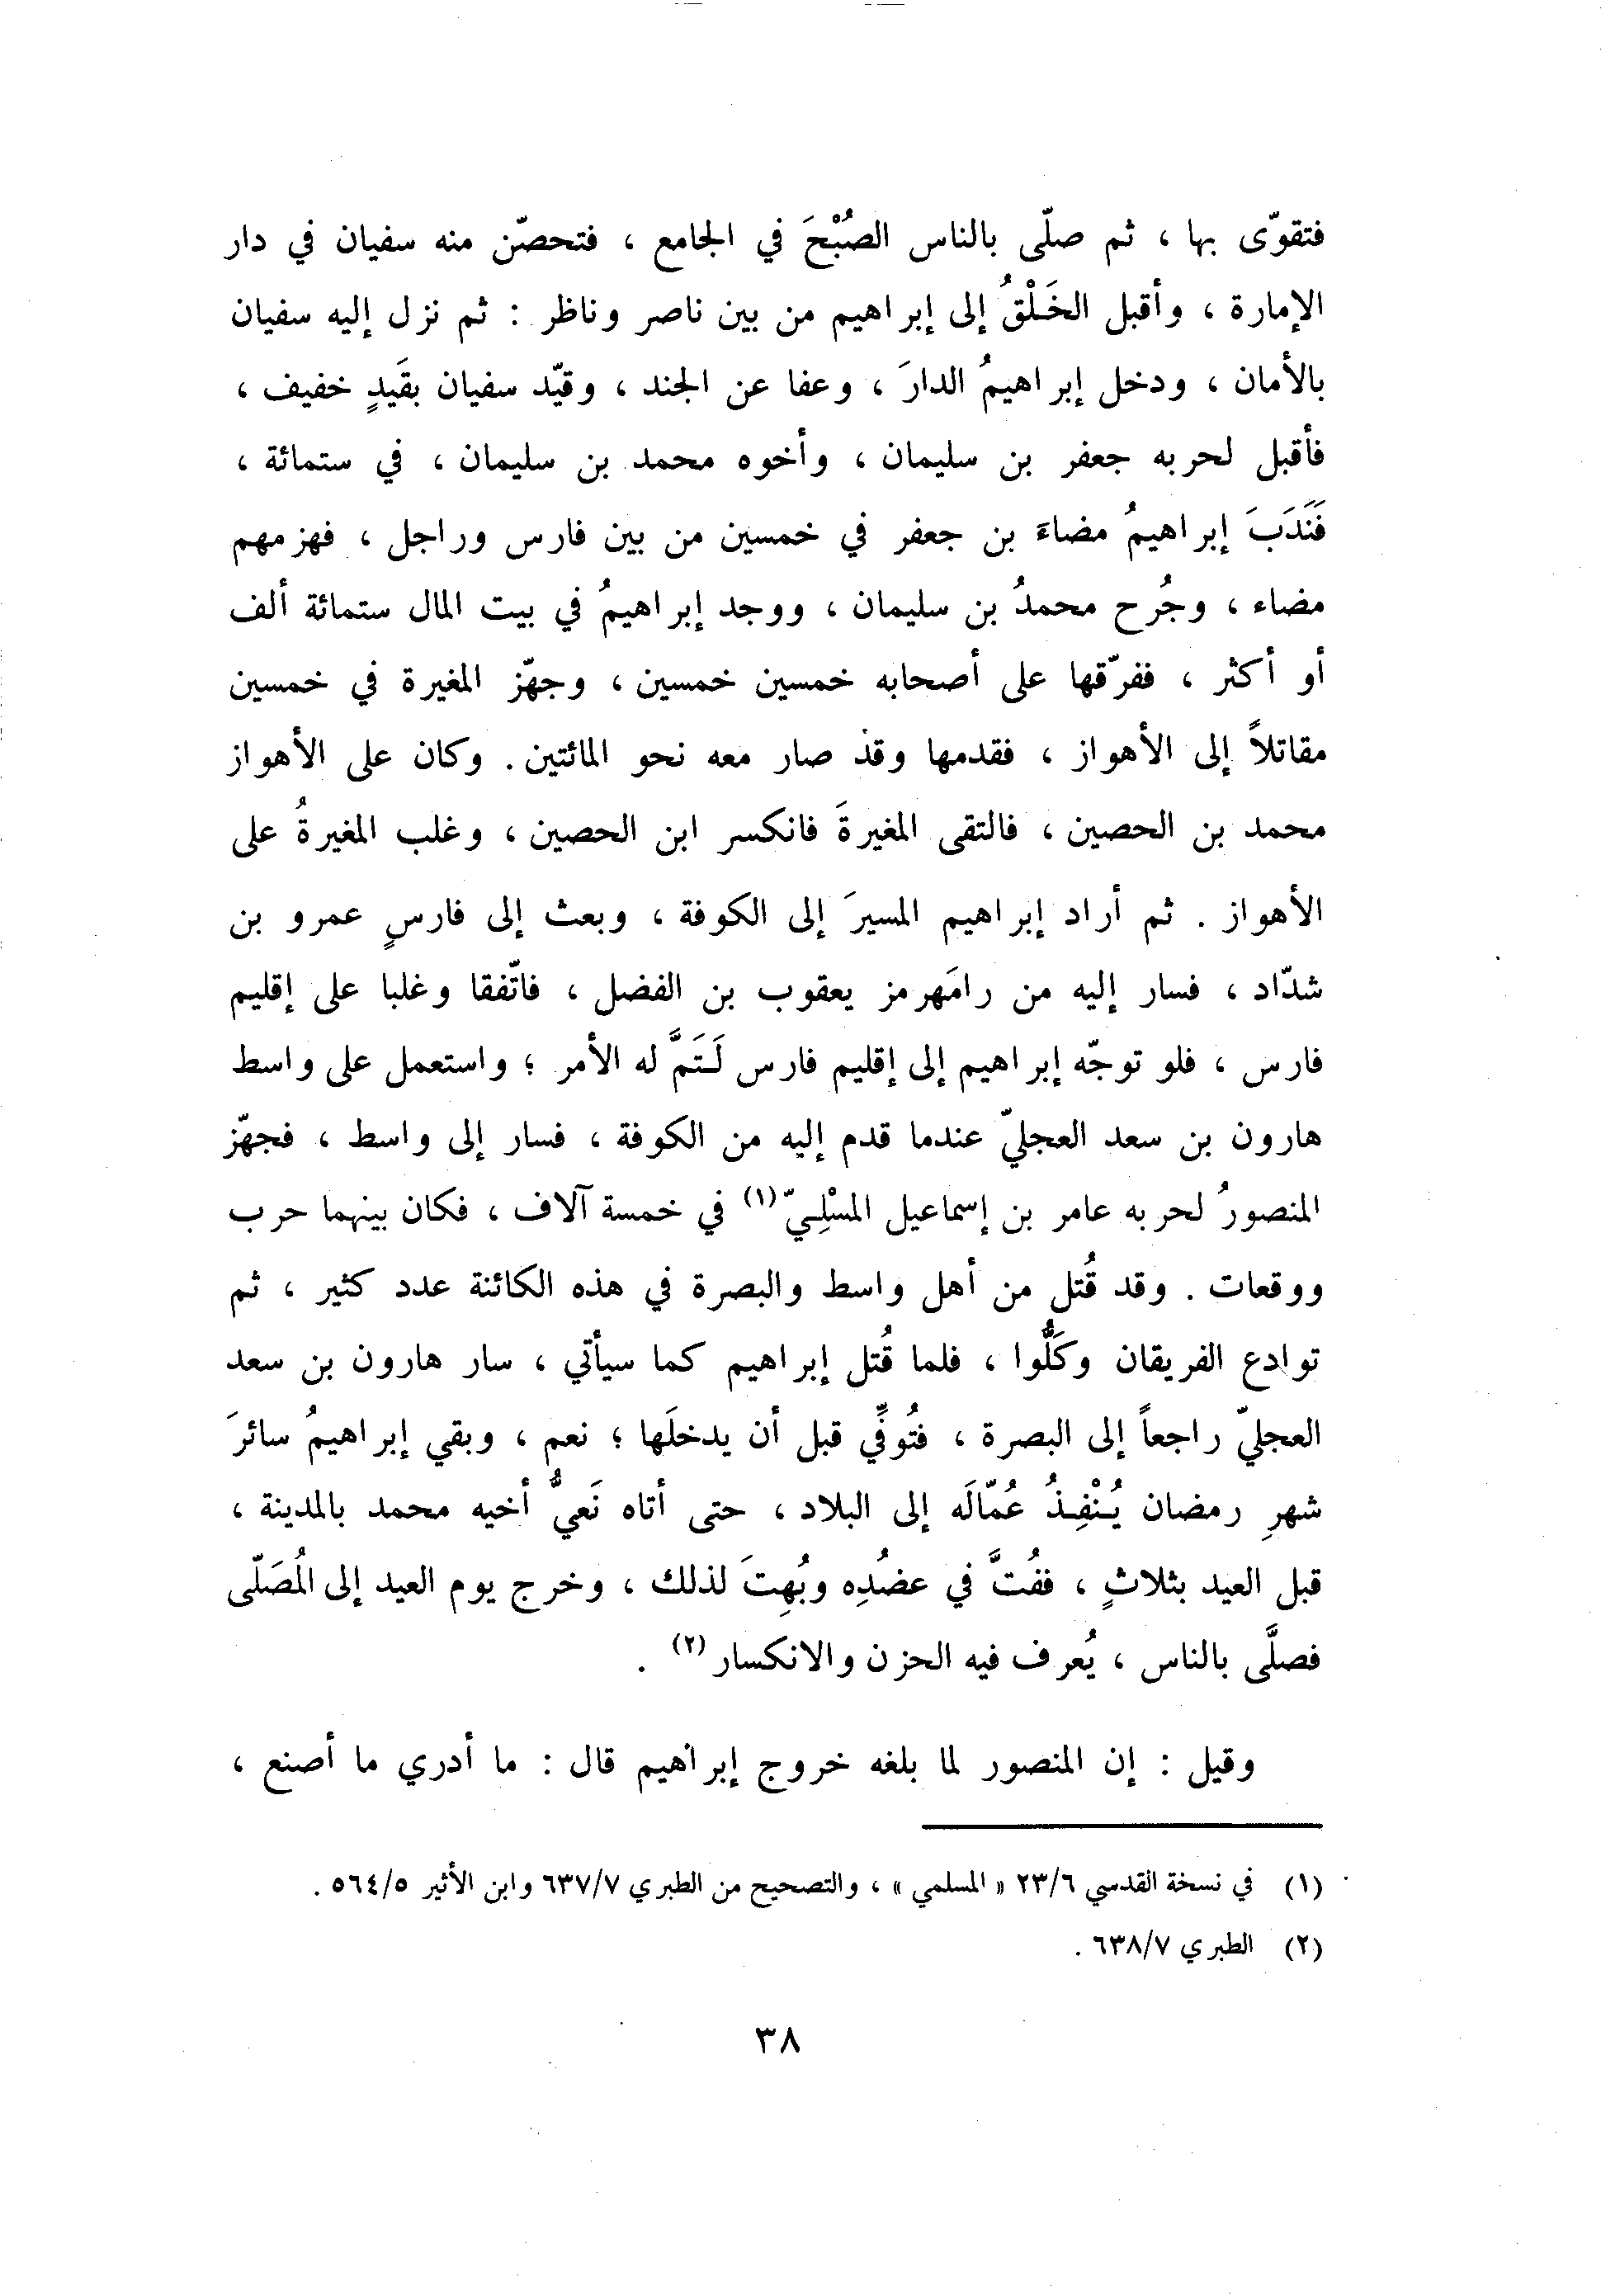 فتقوّى بها ، ثم صلّى بالناس الصُبْحَ في الجامع ، فتحصّن منه سفيان في دار
الإمارة ، وأقبل الخَلْقُ إلى إبراهيم من بين ناصر وناظر : ثم نزل إليه سفيان
بالأمان ، ودخل إبراهيمُ الدارَ ، وعفا عن الجند ، وقيّد سفيان بقَيدٍ خفيف ،
فأقبل لحربه جعفر بن سليمان ، وأخوه محمد بن سليمان ، في ستمائة ،
فَنَدَبَ إبراهيمُ مضاءَ بن جعفر في خمسين من بين فارس وراجل ، فهزمهم
مضاء ، وجُرح محمدُ بن سليمان ، ووجد إبراهيمُ في بيت المال ستمائة ألف
أو أكثر ، ففرّقها على أصحابه خمسين خمسين ، وجهّز المغيرة في خمسين
مقاتلاً إلى الأهواز ، فقدمها وقد صار معه نحو المائتين . وكان على الأهواز
محمد بن الحصين ، فالتقى المغيرةَ فانكسر ابن الحصين ، وغلب المغيرةُ على
الأهواز . ثم أراد إبراهيم المسيرَ إلى الكوفة ، وبعث إلى فارسٍ عمرو بن
شدّاد ، فسار إليه من رامَهرمز يعقوب بن الفضل ، فاتّفقا وغلبا على إقليم
فارس ، فلو توجّه إبراهيم إلى إقليم فارس لَتَمَّ له الأمر ؛ واستعمل على واسط
هارون بن سعد العجليّ عندما قدم إليه من الكوفة ، فسار إلى واسط ، فجهّز
المنصورُ لحربه عامر بن إسماعيل المسْلِيّ (١) في خمسة آلاف ، فكان بينهما حرب
ووقعات . وقد قُتل من أهل واسط والبصرة في هذه الكائنة عدد كثير ، ثم
توادع الفريقان وكَلُّوا ، فلما قُتل إبراهيم كما سيأتي ، سار هارون بن سعد
العجليّ راجعاً إلى البصرة ، فتُوفِّي قبل أن يدخلَها ؛ نعم ، وبقي إبراهيمُ سائرَ
شهرِ رمضان يُنْفِذُ عُمّالَه إلى البلاد ، حتى أتاه نَعيُّ أخيه محمد بالمدينة ،
قبل العيد بثلاثٍ ، ففُتَّ في عضُدِه وبُهِتَ لذلك ، وخرج يوم العيد إلى المُصَلّى
فصلَّى بالناس ، يُعرف فيه الحزن والانكسار (٢) .
وقيل : إن المنصور لما بلغه خروج إبراهيم قال : ما أدري ما أصنع ،
(١) في نسخة القدسي ٢٣/٦ « المسلمي » ، والتصحيح من الطبري ٦٣٧/٧ وابن الأثير ٥٦٤/٥ .
(٢) الطبري ٦٣٨/٧ .
٣٨